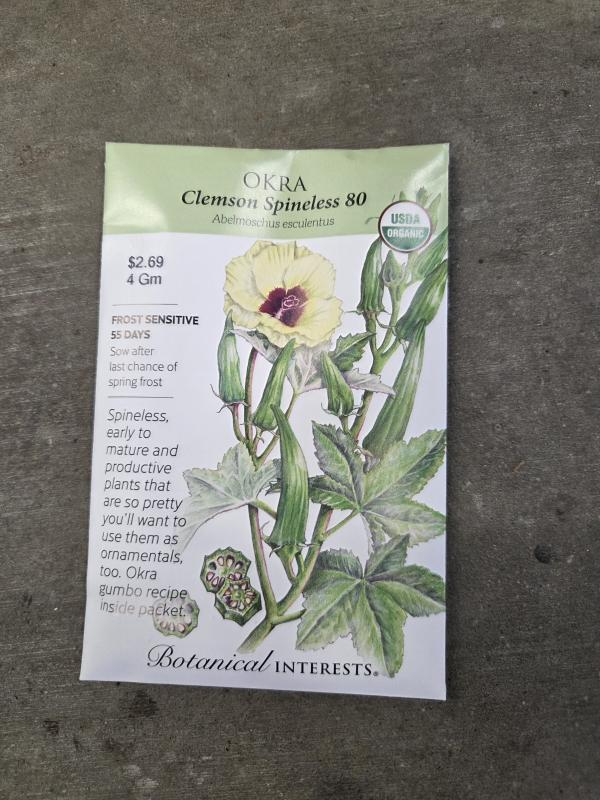 OKRA
Clemson Spineless 80
Abelmoschus esculentus
USDA
ORGANIC
$2.69
4 Gm
FROST SENSITIVE
55 DAYS
Sow after
last chance of
spring frost
Spineless,
early to
mature and
productive
plants that
are so pretty
you'll want to
use them as
ornamentals,
too. Okra
gumbo recipe
inside packet.
Botanical INTERESTS®